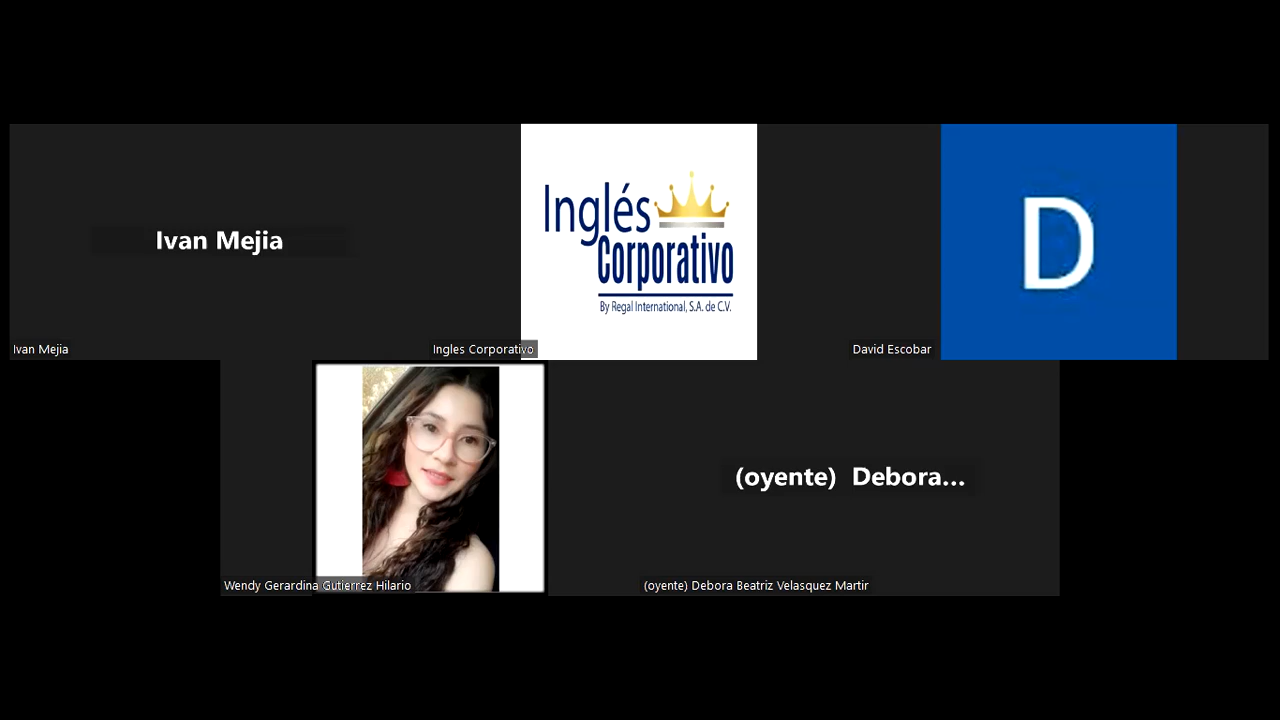 Ivan Mejia
Ivan Mejia
Inglés
Corporativo
By Regal International, S.A. de C.V.
Ingles Corporativo
D
David Escobar
Wendy Gerardina Gutierrez Hilario
(oyente) Debora...
(oyente) Debora Beatriz Velasquez Martir